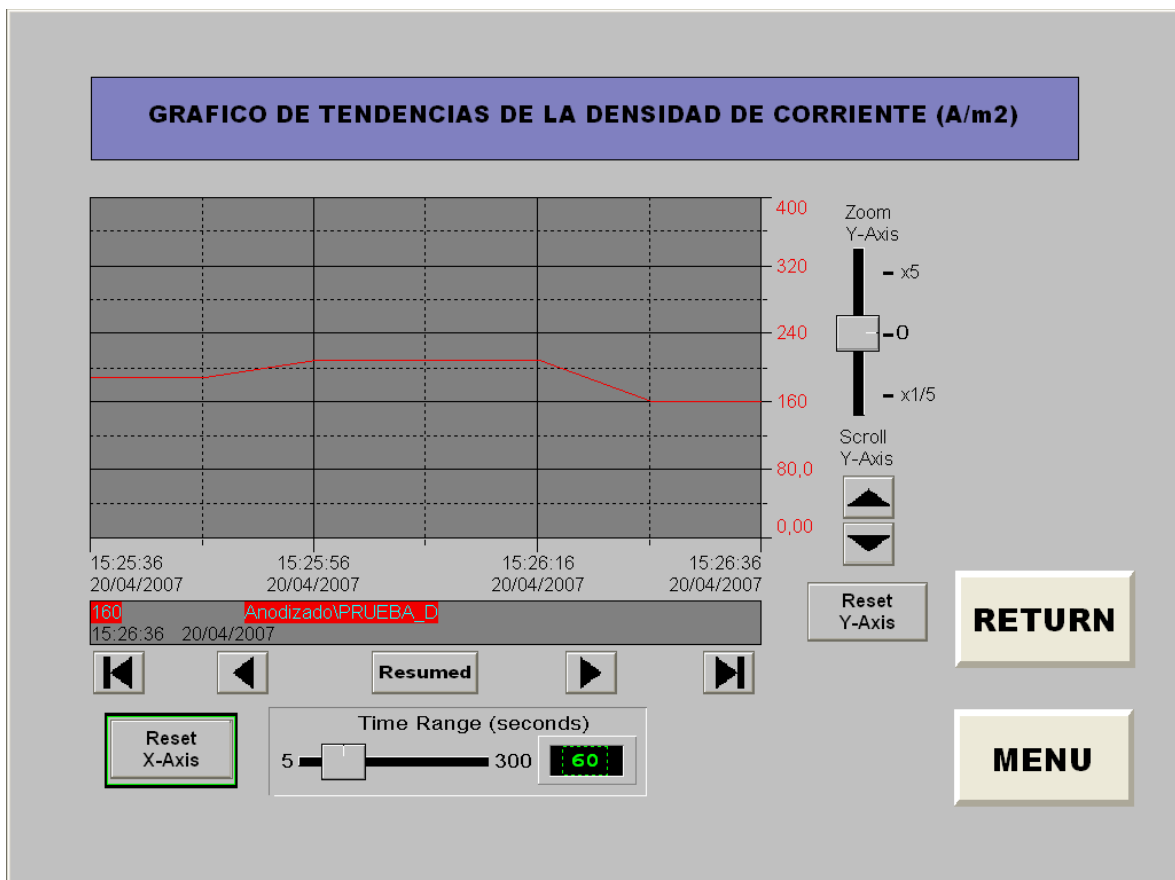 GRAFICO DE TENDENCIAS DE LA DENSIDAD DE CORRIENTE (A/m2)
400
320
240
160
80,0
0,00
Zoom
Y-Axis
x5
0
x1/5
Scroll
Y-Axis
15:25:36
20/04/2007
15:25:56
20/04/2007
15:26:16
20/04/2007
15:26:36
20/04/2007
160 Anodizado\PRUEBA_D
15:26:36 20/04/2007
Reset
Y-Axis
RETURN
Resumed
Reset
X-Axis
Time Range (seconds)
5 300 60
MENU